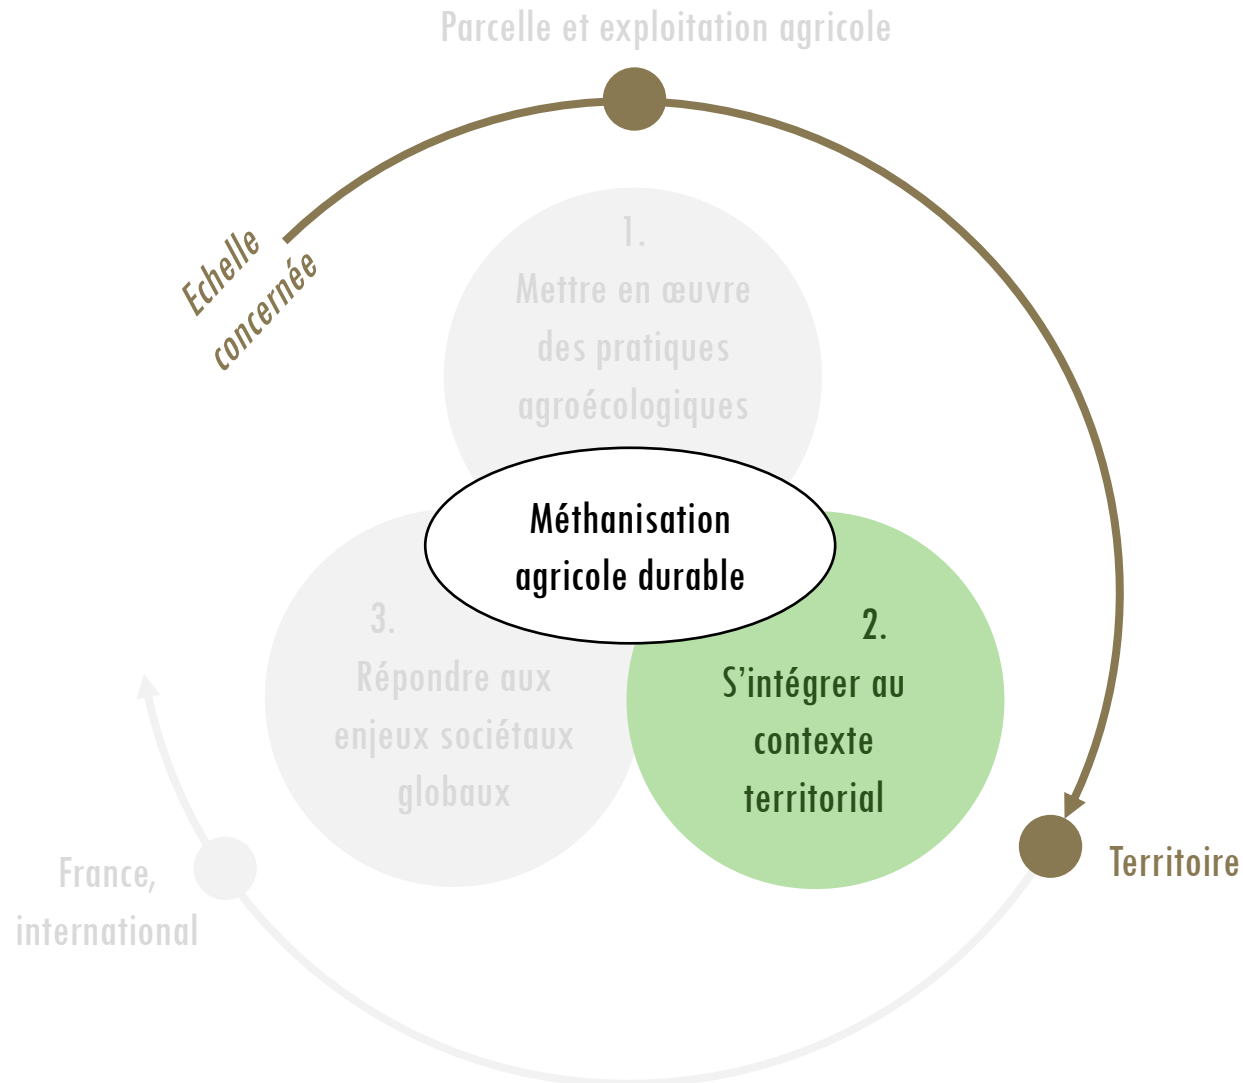 Parcelle et exploitation agricole
Echelle
concernée
1.
Mettre en œuvre
des pratiques
agroécologiques
Méthanisation
agricole durable
2.
S’intégrer au
contexte
territorial
3.
Répondre aux
enjeux sociétaux
globaux
Territoire
France,
international